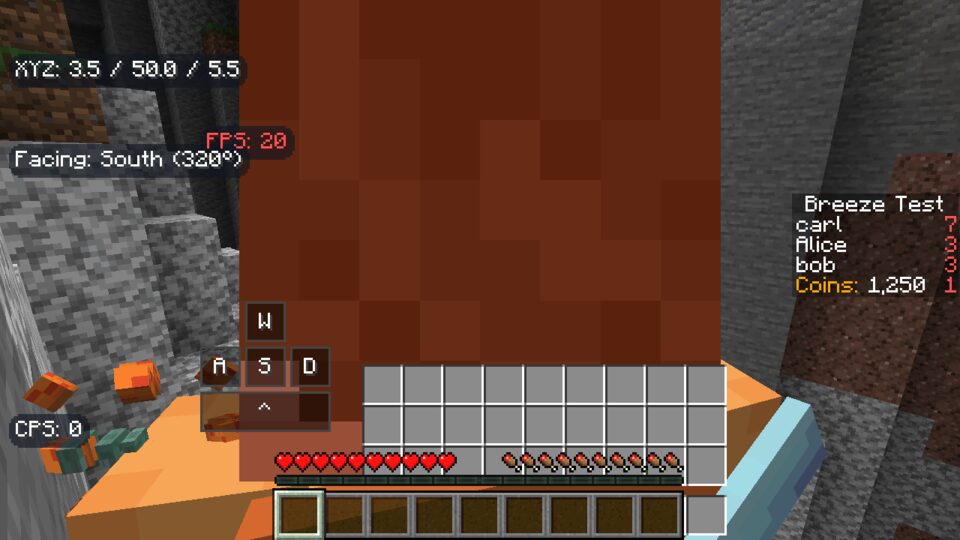 XYZ: 3.5 / 50.0 / 5.5
FPS: 20
Facing: South (320°)
Breeze Test
carl 7
Alice 3
bob 3
Coins: 1,250 1
W
A S D
^
CPS: 0